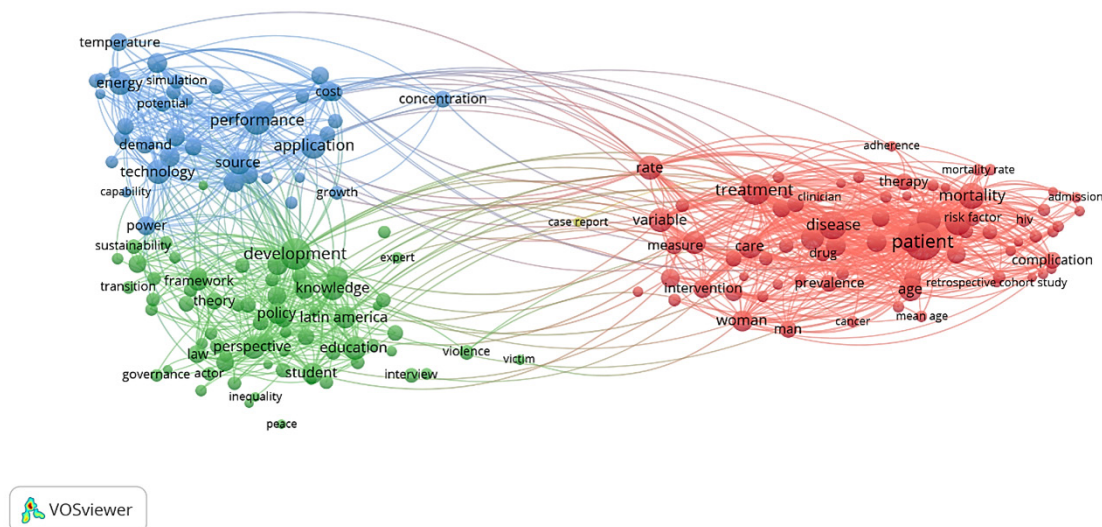 temperature
energy
simulation
potential
cost
concentration
performance
demand
application
source
technology
capability
growth
power
sustainability
development
expert
transition
framework
knowledge
theory
policy
latin america
law
perspective
education
governance
actor
student
inequality
peace
violence
victim
interview
case report
adherence
rate
treatment
therapy
mortality rate
clinician
mortality
admission
variable
disease
risk factor
hiv
measure
care
drug
patient
complication
intervention
prevalence
age
retrospective cohort study
woman
man
cancer
mean age
VOSviewer